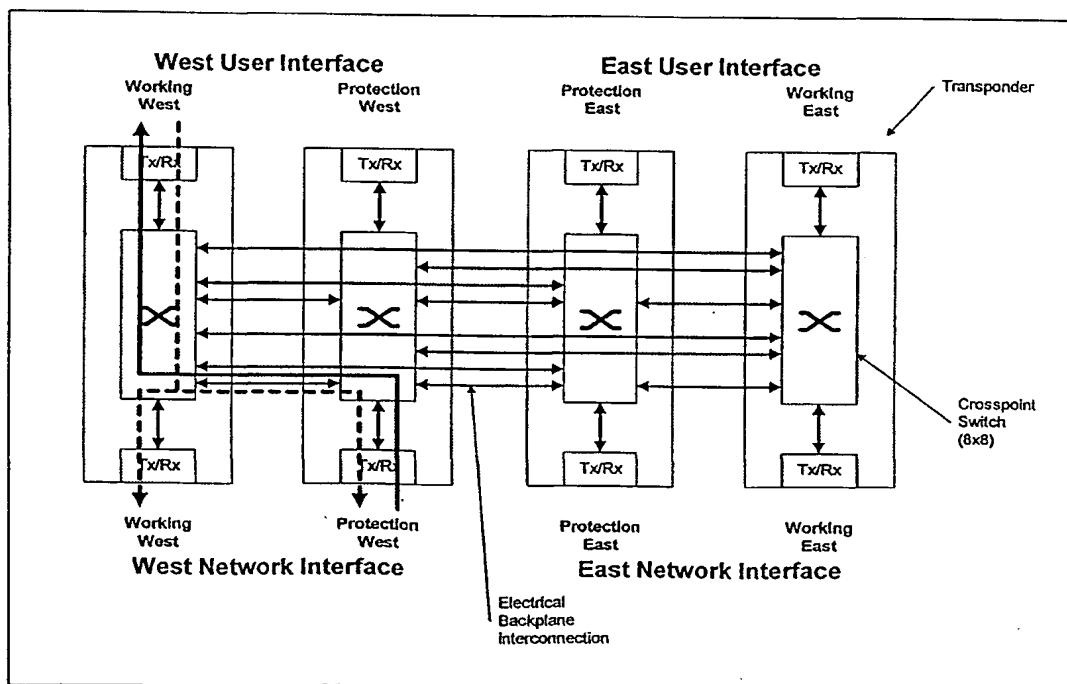 West User Interface
East User Interface
Working
West
Protection
West
Protection
East
Working
East
Transponder
Tx/Rx
Tx/Rx
Tx/Rx
Tx/Rx
Crosspoint
Switch
(8x8)
Tx/Rx
Tx/Rx
Tx/Rx
Tx/Rx
Working
West
Protection
West
Protection
East
Working
East
West Network Interface
East Network Interface
Electrical
Backplane
Interconnection